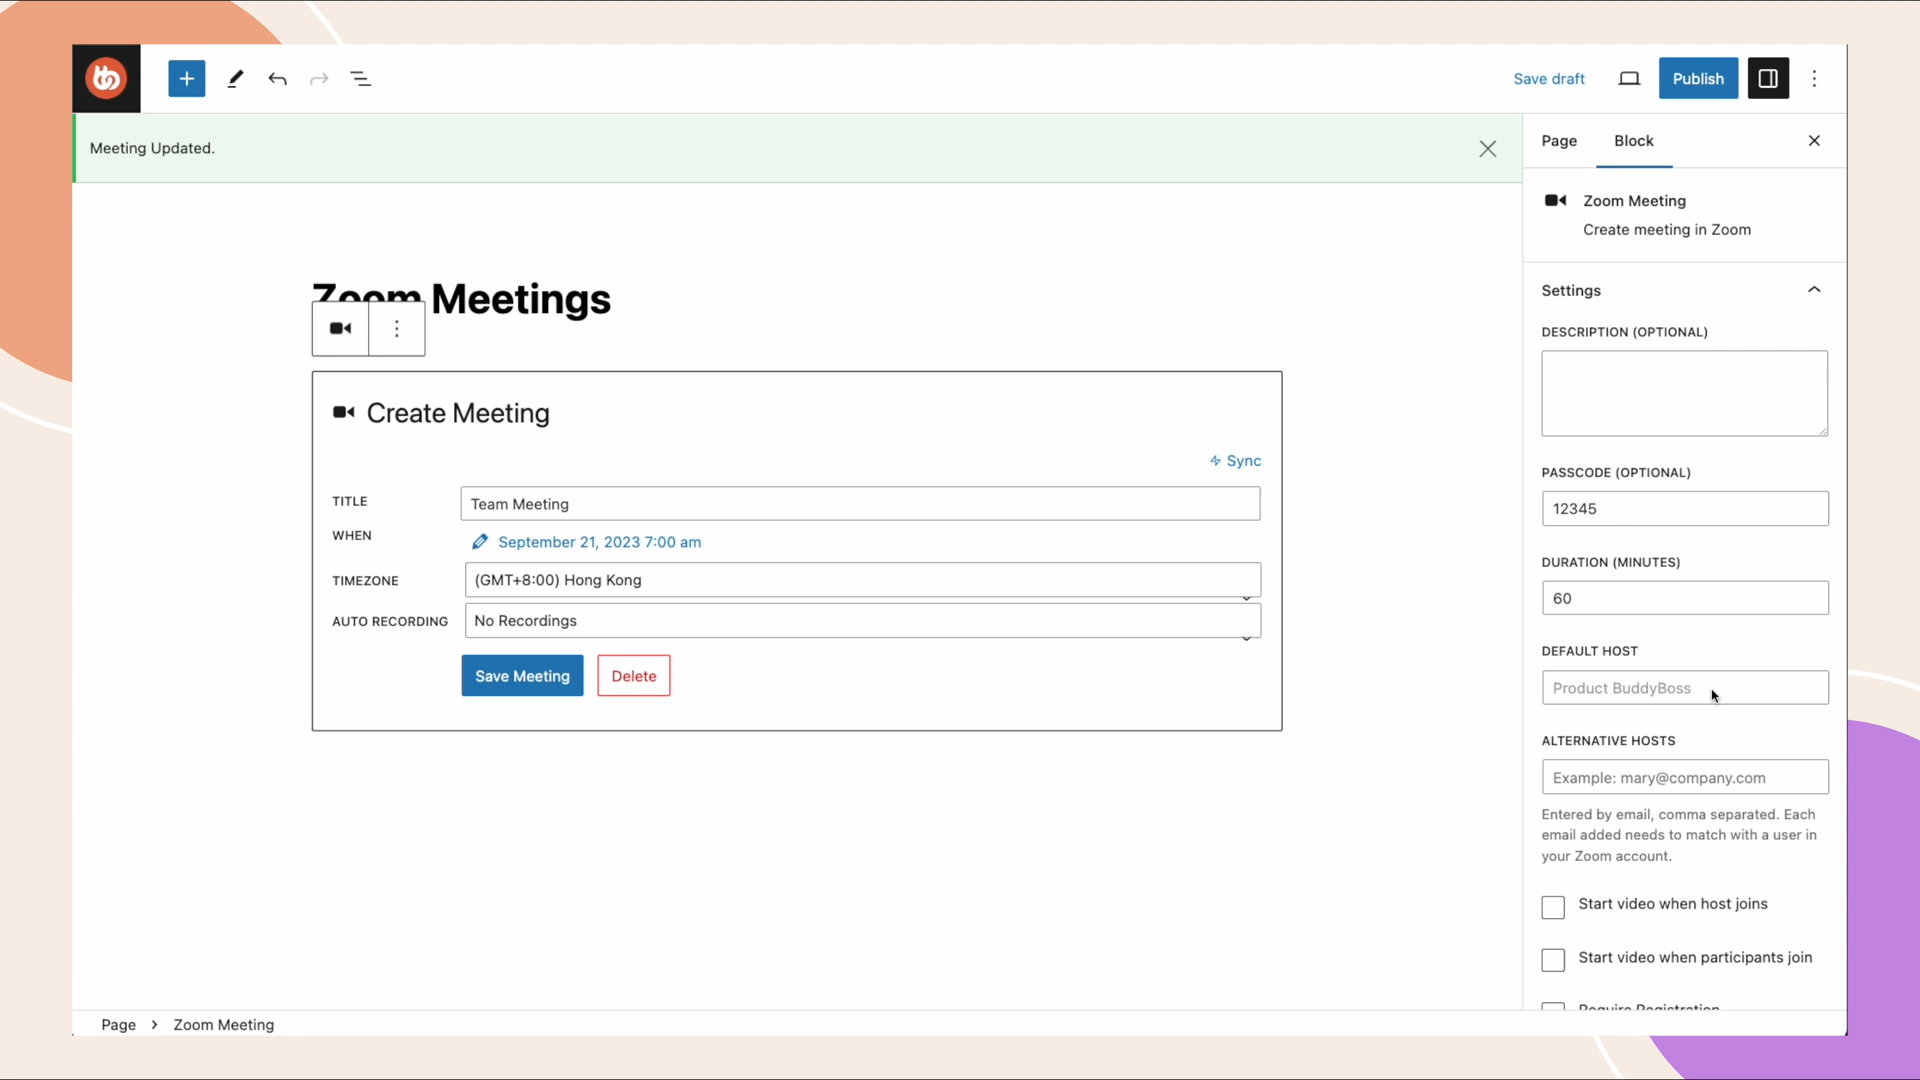 Save draft
Publish
Meeting Updated.
Page
Block
Zoom Meeting
Create meeting in Zoom
Zoom Meetings
Settings
DESCRIPTION (OPTIONAL)
PASSCODE (OPTIONAL)
12345
DURATION (MINUTES)
60
DEFAULT HOST
Product BuddyBoss
ALTERNATIVE HOSTS
Example: mary@company.com
Entered by email, comma separated. Each
email added needs to match with a user in
your Zoom account.
Start video when host joins
Start video when participants join
Require Registration
Create Meeting
Sync
TITLE
Team Meeting
WHEN
September 21, 2023 7:00 am
TIMEZONE
(GMT+8:00) Hong Kong
AUTO RECORDING
No Recordings
Save Meeting
Delete
Page
Zoom Meeting